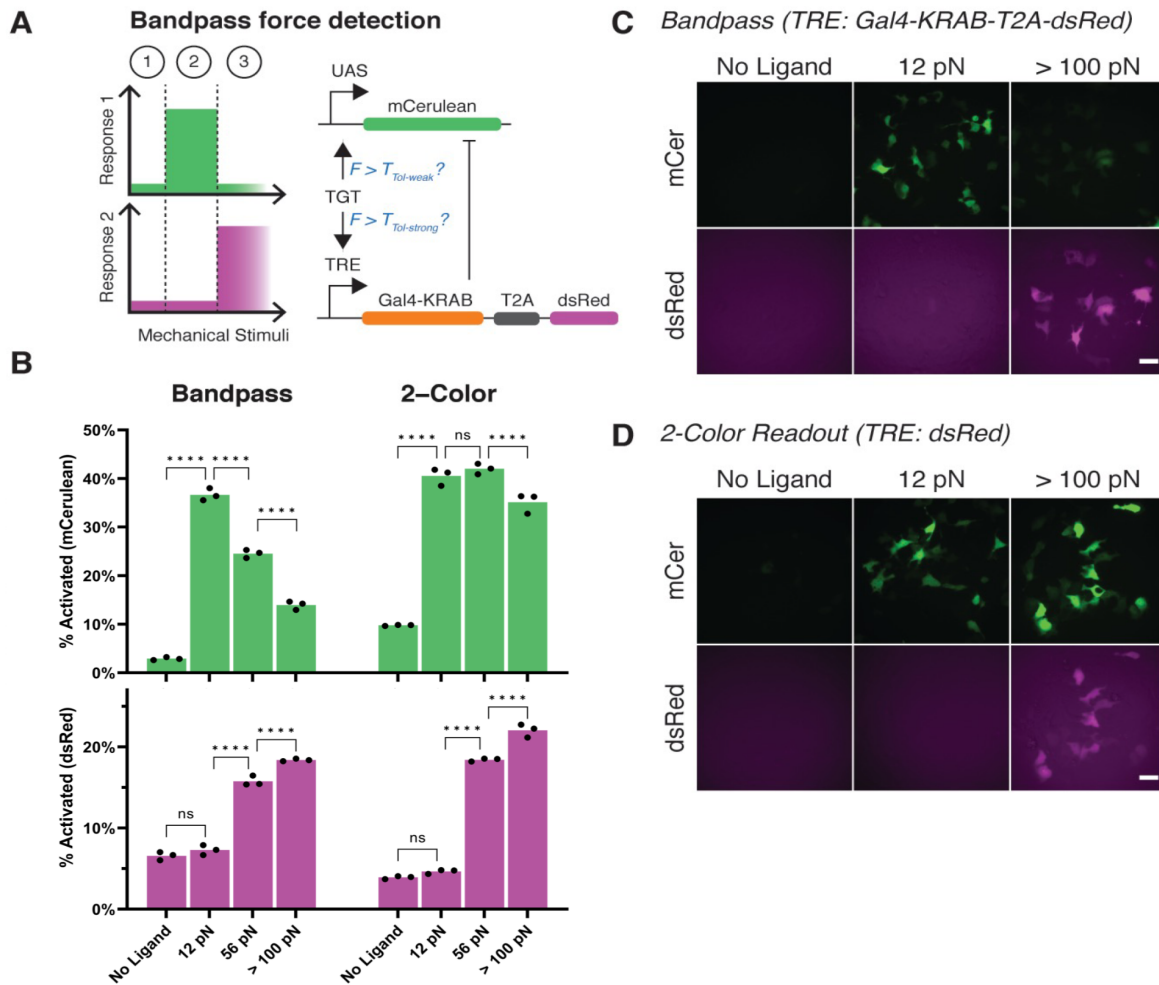 A
Bandpass force detection
1 2 3
Response 1
Response 2
Mechanical Stimuli
UAS
mCerulean
F > T Tol-weak ?
TGT
F > T Tol-strong ?
TRE
Gal4-KRAB T2A dsRed
B
Bandpass 2–Color
% Activated (mCerulean)
50%
40%
30%
20%
10%
0%
**** ****
****
**** ns ****
% Activated (dsRed)
20%
10%
0%
ns
**** ****
ns
**** ****
No Ligand 12 pN 56 pN > 100 pN
No Ligand 12 pN 56 pN > 100 pN
C Bandpass (TRE: Gal4-KRAB-T2A-dsRed)
No Ligand 12 pN > 100 pN
mCer
dsRed
D 2-Color Readout (TRE: dsRed)
No Ligand 12 pN > 100 pN
mCer
dsRed